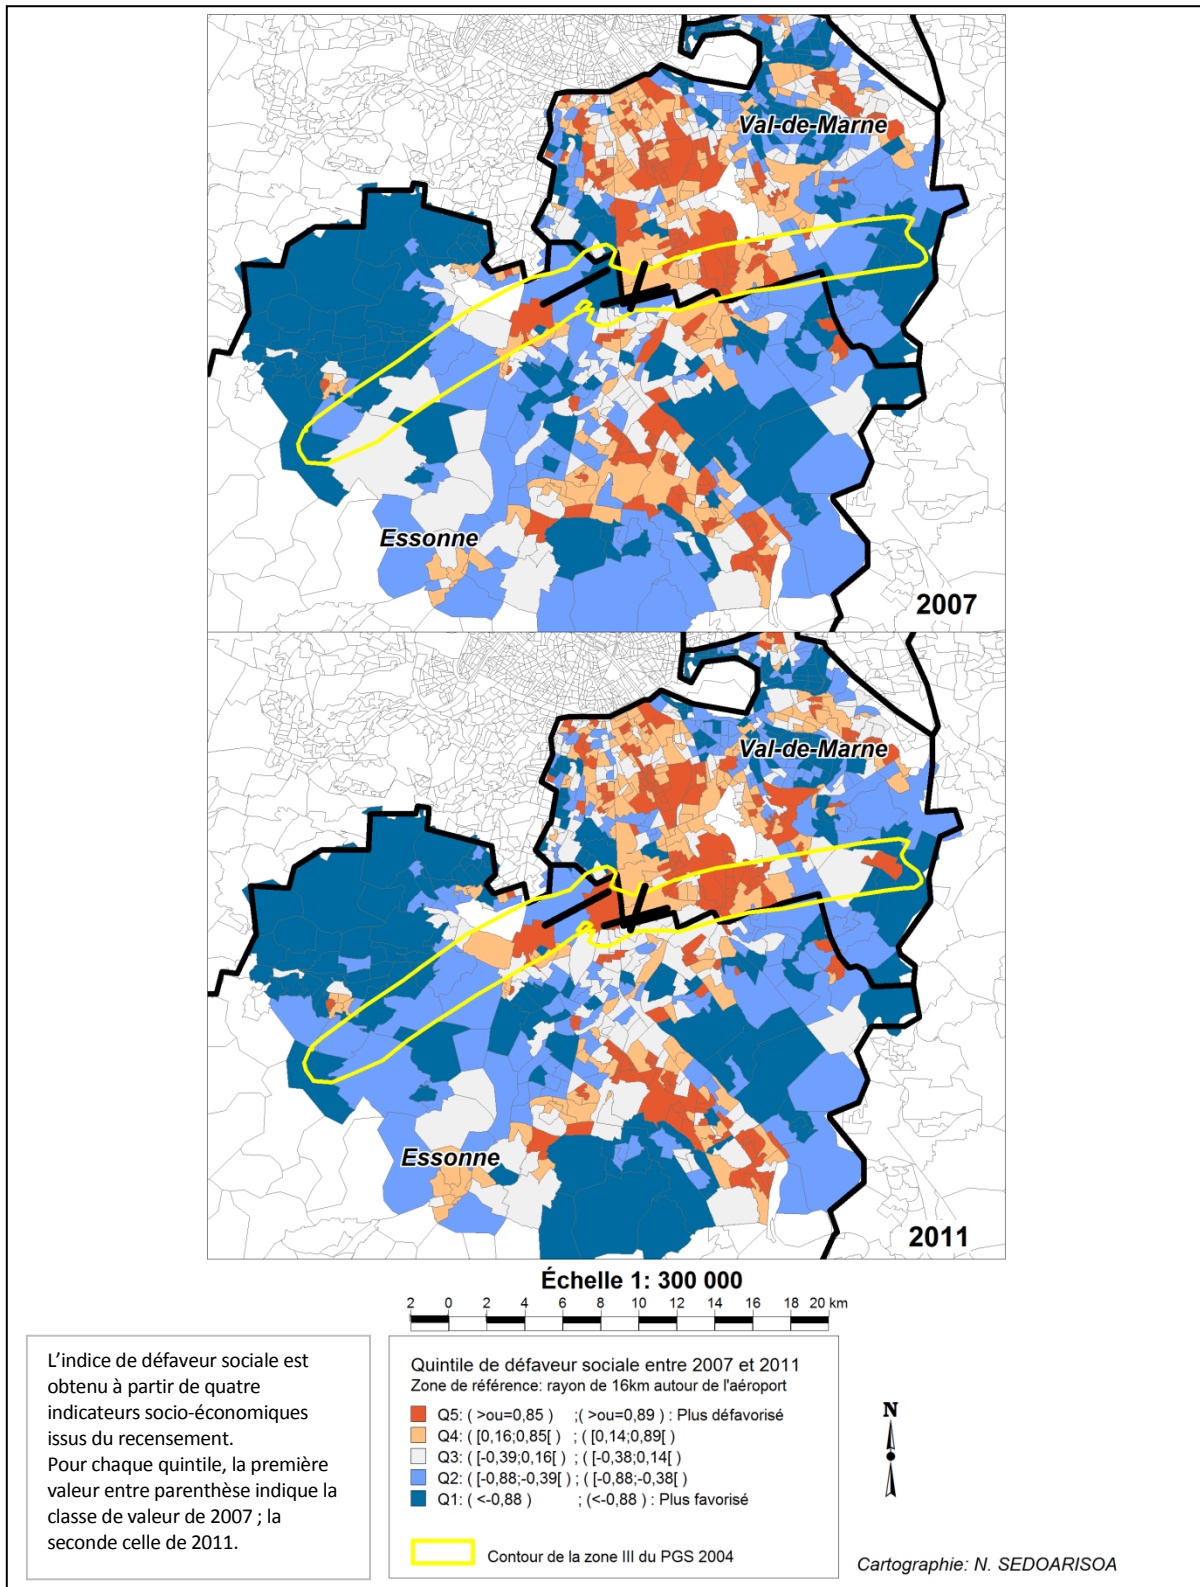 Val-de-Marne
Essonne
2007
Val-de-Marne
Essonne
2011
Échelle 1: 300 000
2 0 2 4 6 8 10 12 14 16 18 20 km
L'indice de défaveur sociale est
obtenu à partir de quatre
indicateurs socio-économiques
issus du recensement.
Pour chaque quintile, la première
valeur entre parenthèse indique la
classe de valeur de 2007 ; la
seconde celle de 2011.
Quintile de défaveur sociale entre 2007 et 2011
Zone de référence: rayon de 16km autour de l'aéroport
Q5: ( >ou=0,85 ) ;( >ou=0,89 ) : Plus défavorisé
Q4: ( [0,16;0,85[ ) ; ( [0,14;0,89[ )
Q3: ( [-0,39;0,16[ ) ; ( [-0,38;0,14[ )
Q2: ( [-0,88;-0,39[ ) ; ( [-0,88;-0,38[ )
Q1: ( <-0,88 ) ; (<-0,88 ) : Plus favorisé
Contour de la zone III du PGS 2004
N
Cartographie: N. SEDOARISOA